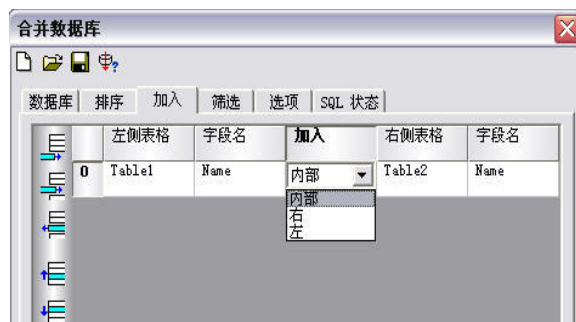 合并数据库
数据库 排序 加入 筛选 选项 SQL 状态
左侧表格 字段名 加入 右侧表格 字段名
0 Table1 Name 内部 Table2 Name
内部
右
左